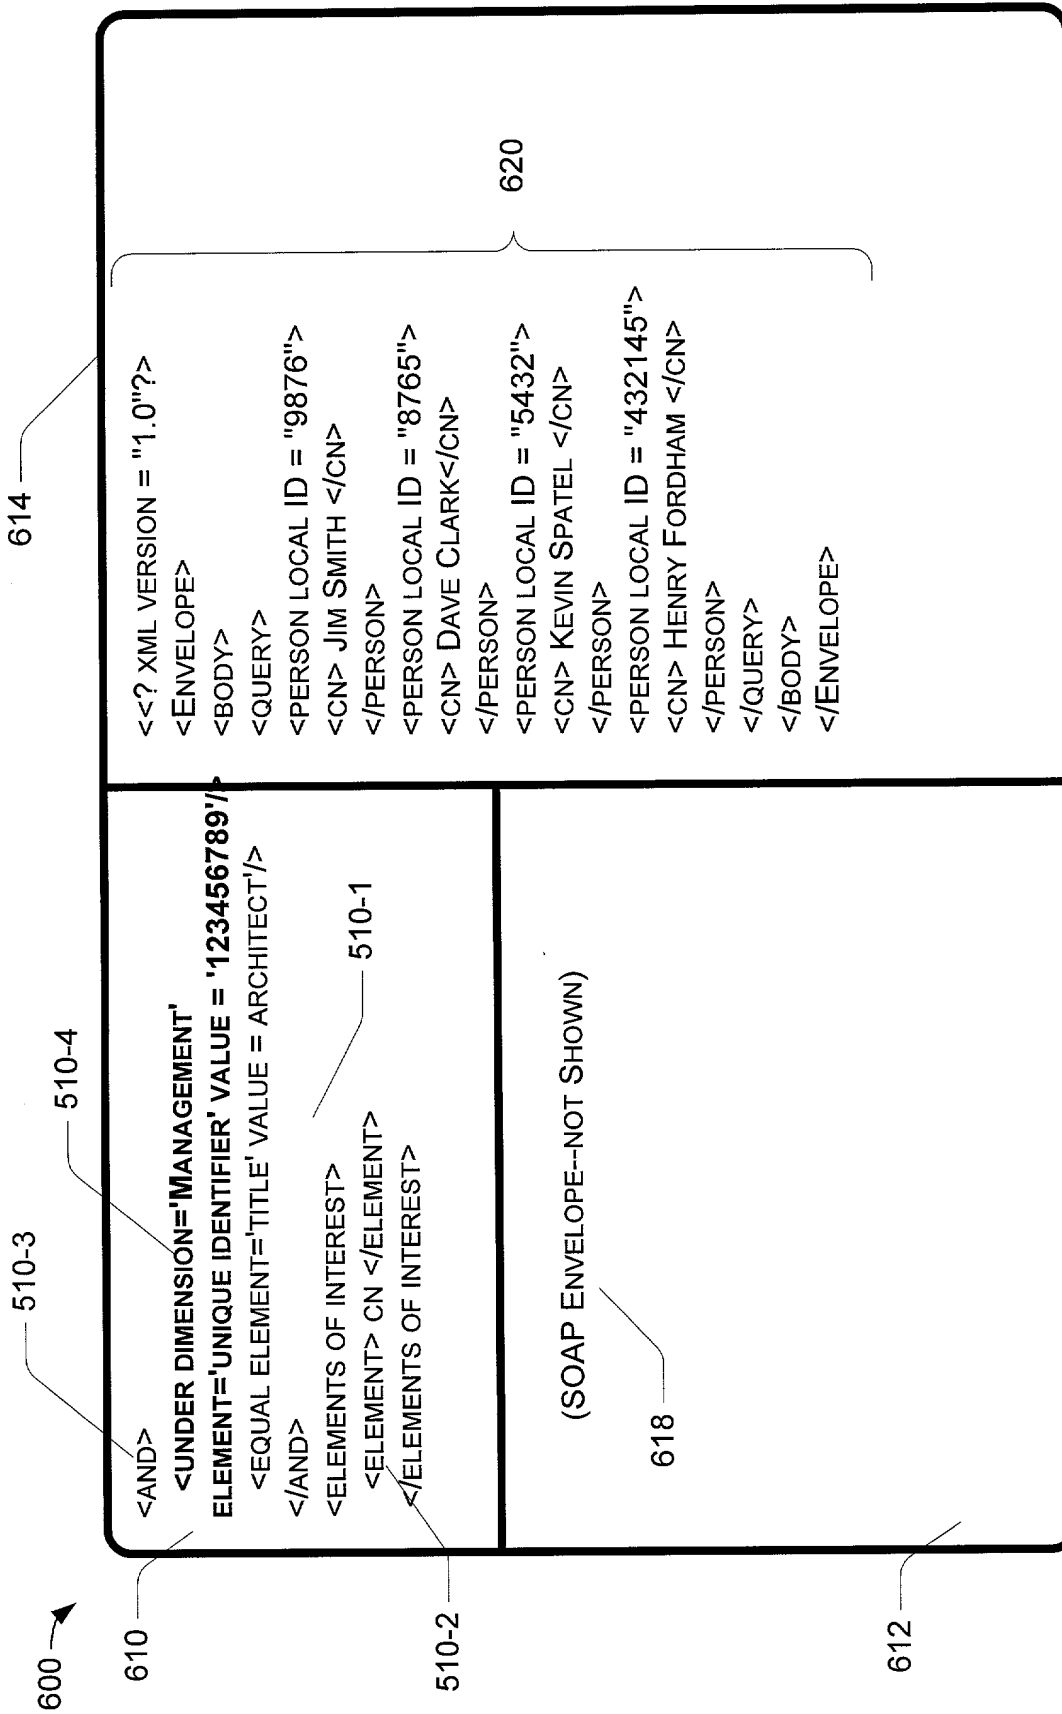 600
610
510-3
510-4
<AND>
<UNDER DIMENSION='MANAGEMENT'
ELEMENT='UNIQUE IDENTIFIER' VALUE = '123456789'/>
<EQUAL ELEMENT='TITLE' VALUE = ARCHITECT'/>
</AND>
<ELEMENTS OF INTEREST>
<ELEMENT> CN </ELEMENT>
</ELEMENTS OF INTEREST>
510-1
510-2
612
(SOAP ENVELOPE--NOT SHOWN)
618
614
<<? XML VERSION = "1.0"?>
<ENVELOPE>
<BODY>
<QUERY>
<PERSON LOCAL ID = "9876">
<CN> JIM SMITH </CN>
</PERSON>
<PERSON LOCAL ID = "8765">
<CN> DAVE CLARK</CN>
</PERSON>
<PERSON LOCAL ID = "5432">
<CN> KEVIN SPATEL </CN>
</PERSON>
<PERSON LOCAL ID = "432145">
<CN> HENRY FORDHAM </CN>
</PERSON>
</QUERY>
</BODY>
</ENVELOPE>
620